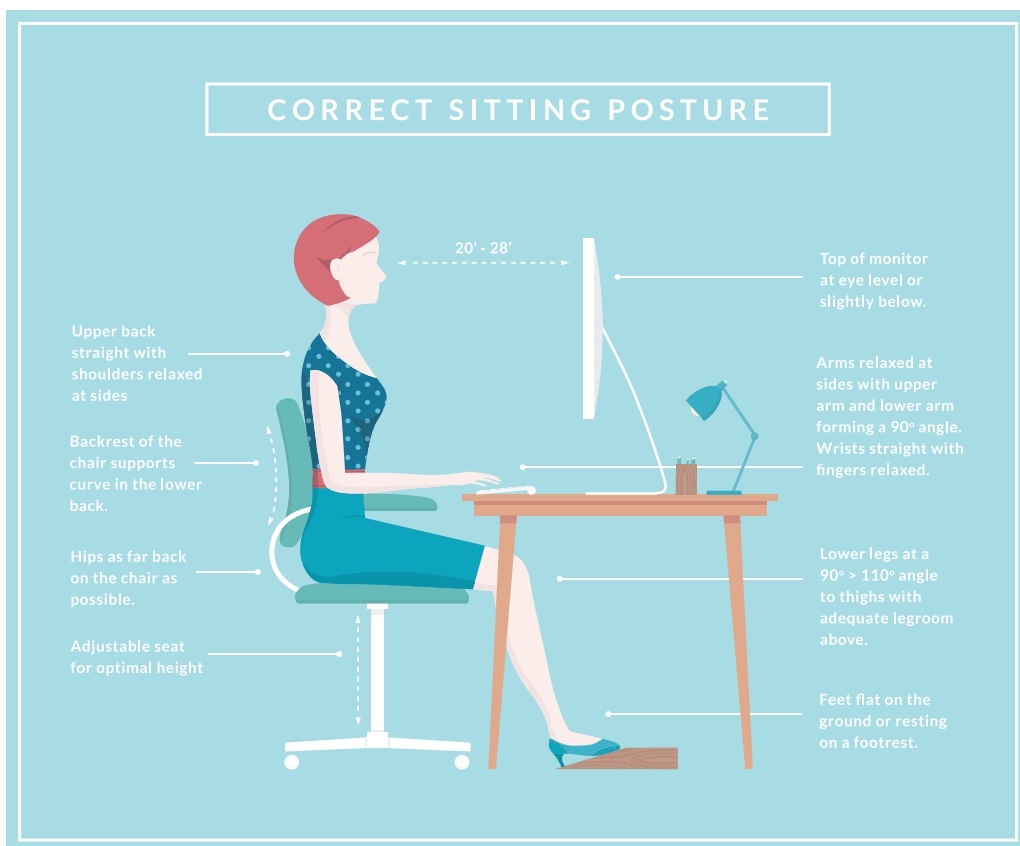 CORRECT SITTING POSTURE
20' - 28'
Upper back
straight with
shoulders relaxed
at sides
Backrest of the
chair supports
curve in the lower
back.
Hips as far back
on the chair as
possible.
Adjustable seat
for optimal height
Top of monitor
at eye level or
slightly below.
Arms relaxed at
sides with upper
arm and lower arm
forming a 90º angle.
Wrists straight with
fingers relaxed.
Lower legs at a
90º > 110º angle
to thighs with
adequate legroom
above.
Feet flat on the
ground or resting
on a footrest.